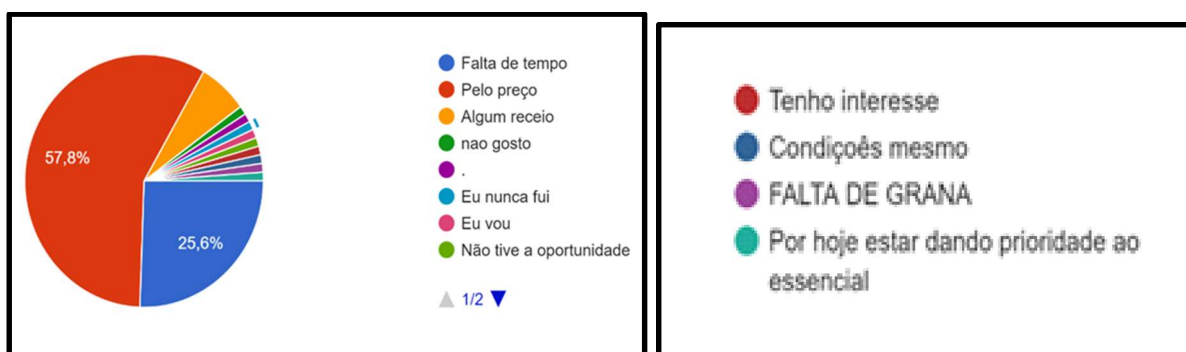 57,8%
25,6%
Falta de tempo
Pelo preço
Algum receio
nao gosto
.
Eu nunca fui
Eu vou
Não tive a oportunidade
1/2
Tenho interesse
Condiçoês mesmo
FALTA DE GRANA
Por hoje estar dando prioridade ao
essencial